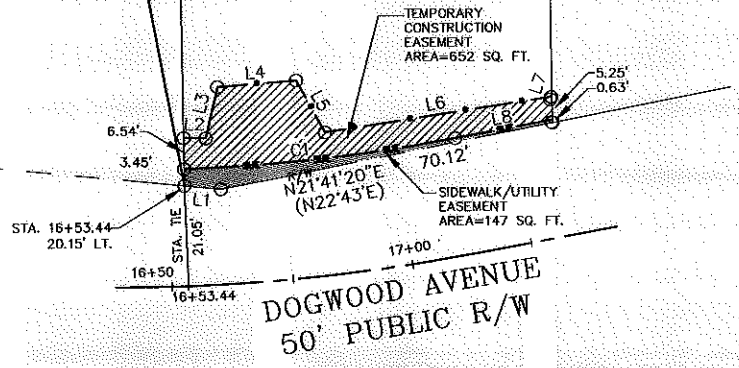 TEMPORARY
CONSTRUCTION
EASEMENT
AREA=652 SQ. FT.
L4
L3
L5
L2
L6
L7
5.25'
0.63'
L8
6.54'
3.45'
C1
R/W
70.12'
N21°41'20"E
(N22°43'E)
L1
SIDEWALK/UTILITY
EASEMENT
AREA=147 SQ. FT.
STA. 16+53.44
20.15' LT.
STA. TIE
21.05'
17+00
16+50
16+53.44
DOGWOOD AVENUE
50' PUBLIC R/W